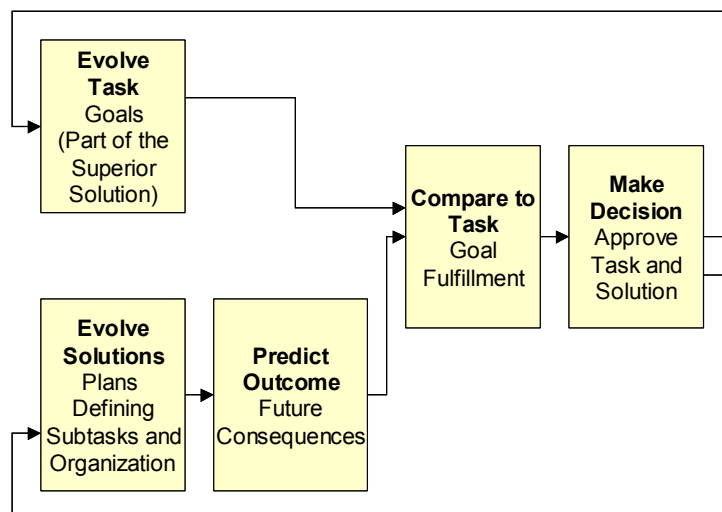 Evolve
Task
Goals
(Part of the
Superior
Solution)
Compare to
Task
Goal
Fulfillment
Make
Decision
Approve
Task and
Solution
Evolve
Solutions
Plans
Defining
Subtasks and
Organization
Predict
Outcome
Future
Consequences